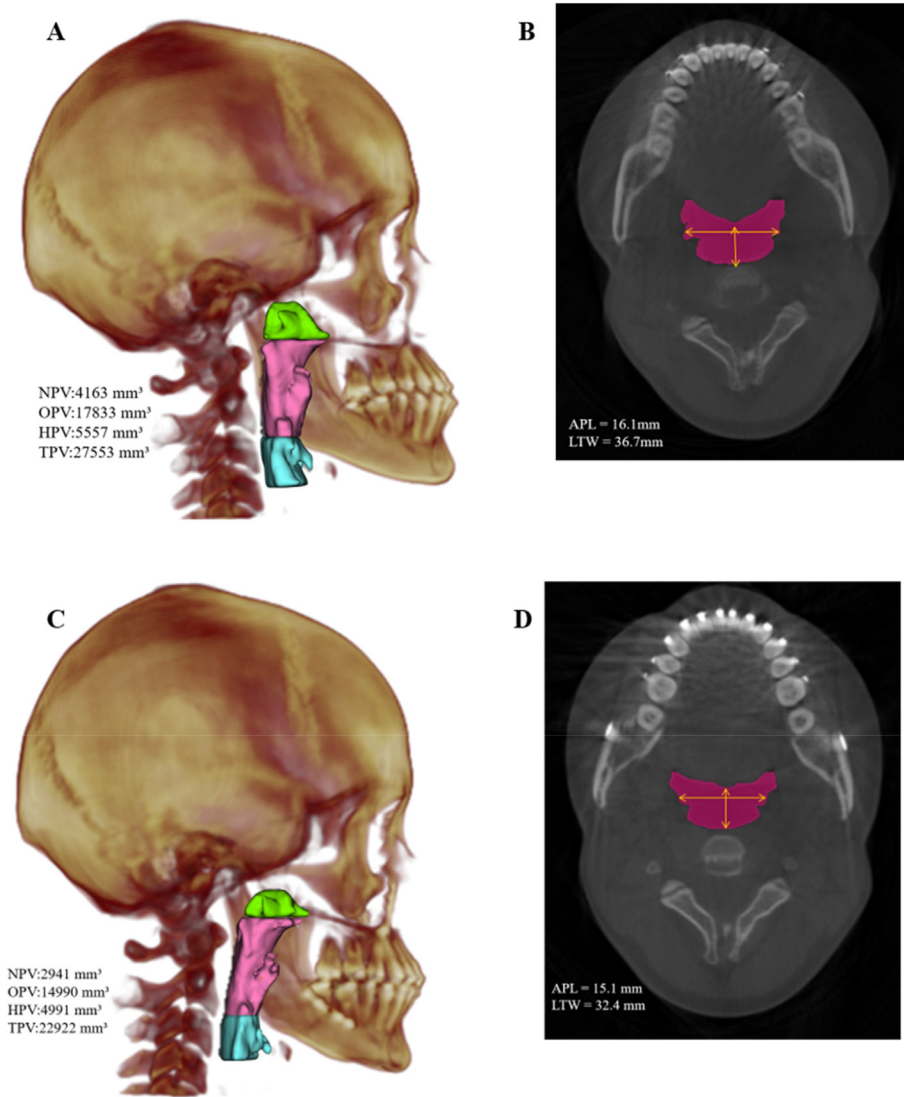 A
B
NPV:4163 mm³
OPV:17833 mm³
HPV:5557 mm³
TPV:27553 mm³
APL = 16.1mm
LTW = 36.7mm
C
D
NPV:2941 mm³
OPV:14990 mm³
HPV:4991 mm³
TPV:22922 mm³
APL = 15.1 mm
LTW = 32.4 mm